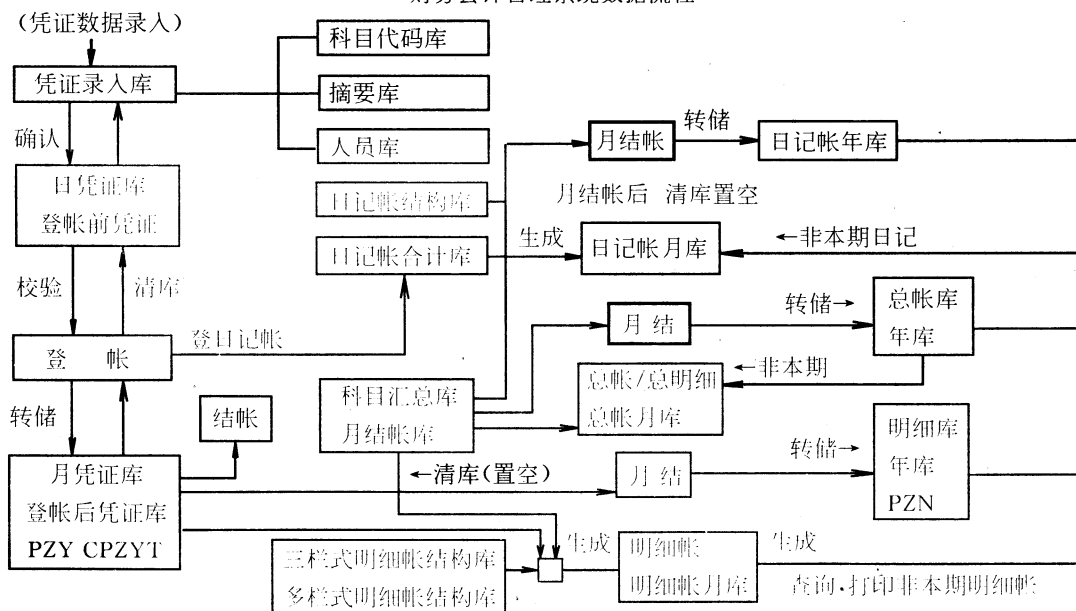 (凭证数据录入)
凭证录入库
科目代码库
摘要库
人员库
确认
日凭证库
登帐前凭证
日记帐结构库
日记帐合计库
月结帐
转储
日记帐年库
月结帐后 清库置空
生成
日记帐月库
←非本期日记
校验
清库
登 帐
登日记帐
转储
结帐
月凭证库
登帐后凭证库
PZY CPZYT
科目汇总库
月结帐库
←清库(置空)
月 结
转储→
总帐库
年库
←非本期
总帐/总明细
总帐月库
月 结
转储→
明细库
年库
PZN
三栏式明细帐结构库
多栏式明细帐结构库
生成
明细帐
明细帐月库
生成
查询.打印非本期明细帐